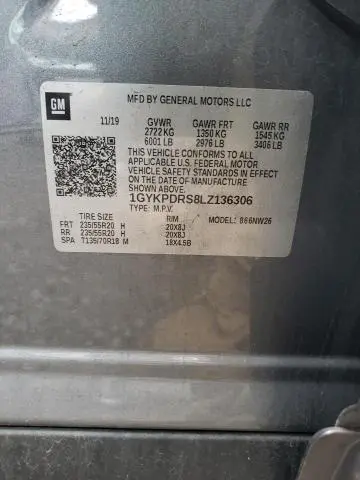 GM
MFD BY GENERAL MOTORS LLC
11/19 GVWR GAWR FRT GAWR RR
2722 KG 1350 KG 1545 KG
6001 LB 2976 LB 3406 LB
THIS VEHICLE CONFORMS TO ALL
APPLICABLE U.S. FEDERAL MOTOR
VEHICLE SAFETY STANDARDS IN EFFECT
ON THE DATE OF MANUFACTURE SHOWN ABOVE.
1GYKPDRS8LZ136306
TYPE: M.P.V. MODEL: 866NW26
TIRE SIZE RIM
FRT 235/55R20 H 20X8J
RR 235/55R20 H 20X8J
SPA T135/70R18 M 18X4.5B